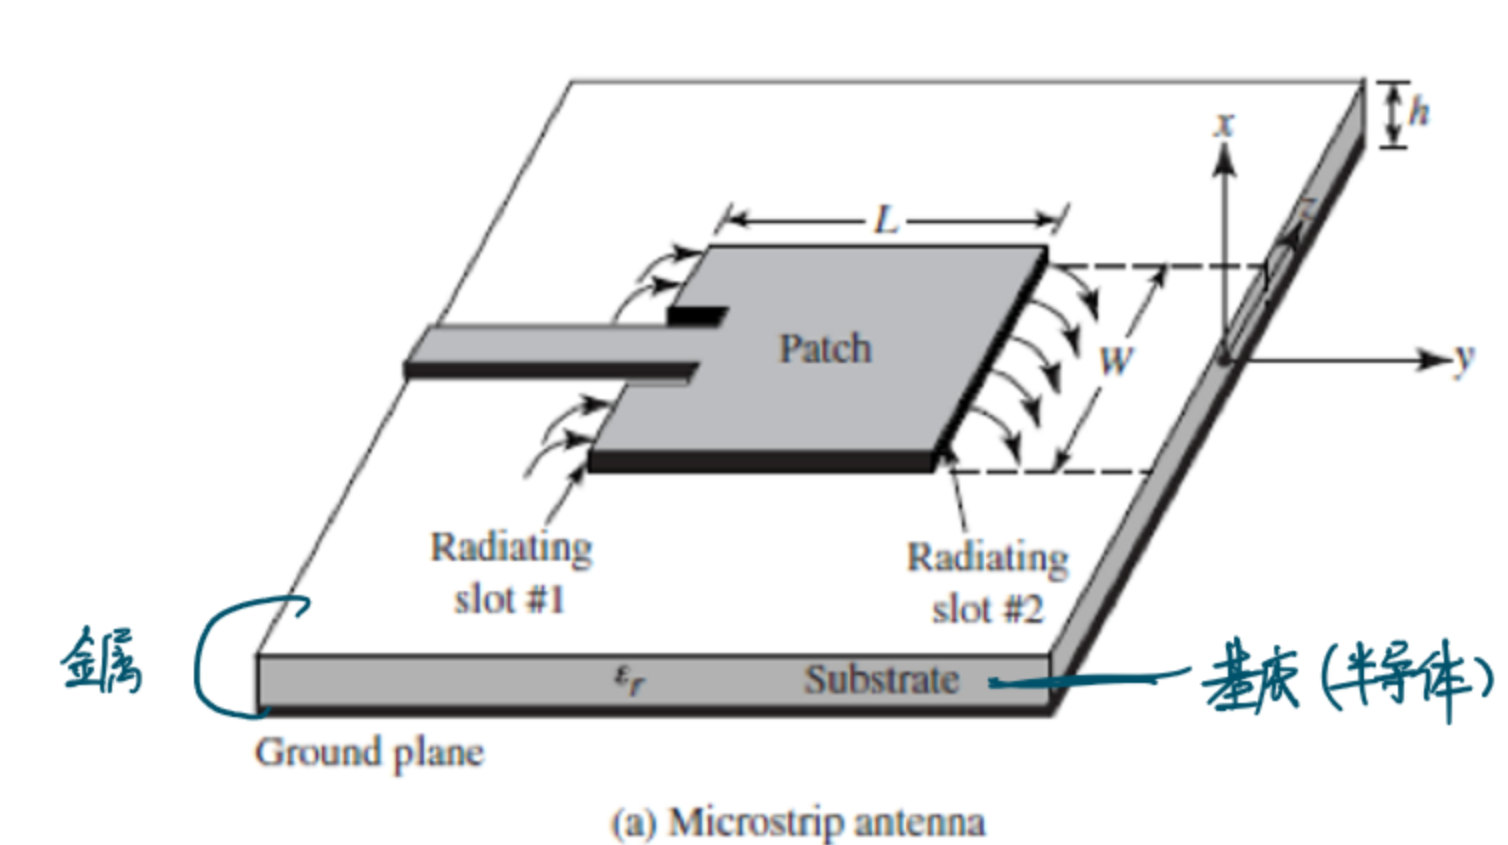 h
x
z
L
Patch
W
y
Radiating
slot #1
Radiating
slot #2
金属
εr
Substrate
基底(半导体)
Ground plane
(a) Microstrip antenna